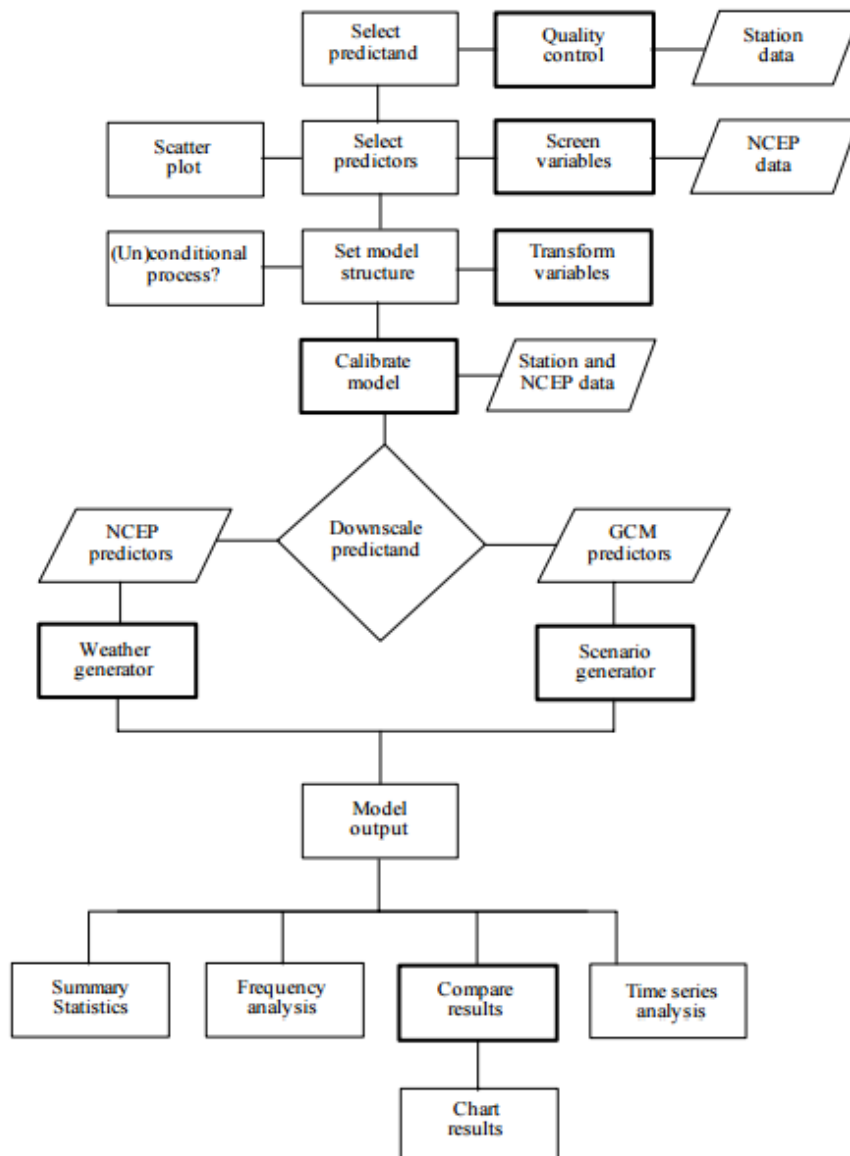 Select
predictand
Quality
control
Station
data
Scatter
plot
Select
predictors
Screen
variables
NCEP
data
(Un)conditional
process?
Set model
structure
Transform
variables
Calibrate
model
Station and
NCEP data
NCEP
predictors
Downscale
predictand
GCM
predictors
Weather
generator
Scenario
generator
Model
output
Summary
Statistics
Frequency
analysis
Compare
results
Time series
analysis
Chart
results